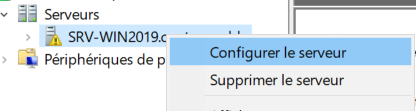 Serveurs
SRV-WIN2019.
Configurer le serveur
Périphériques de p
Supprimer le serveur